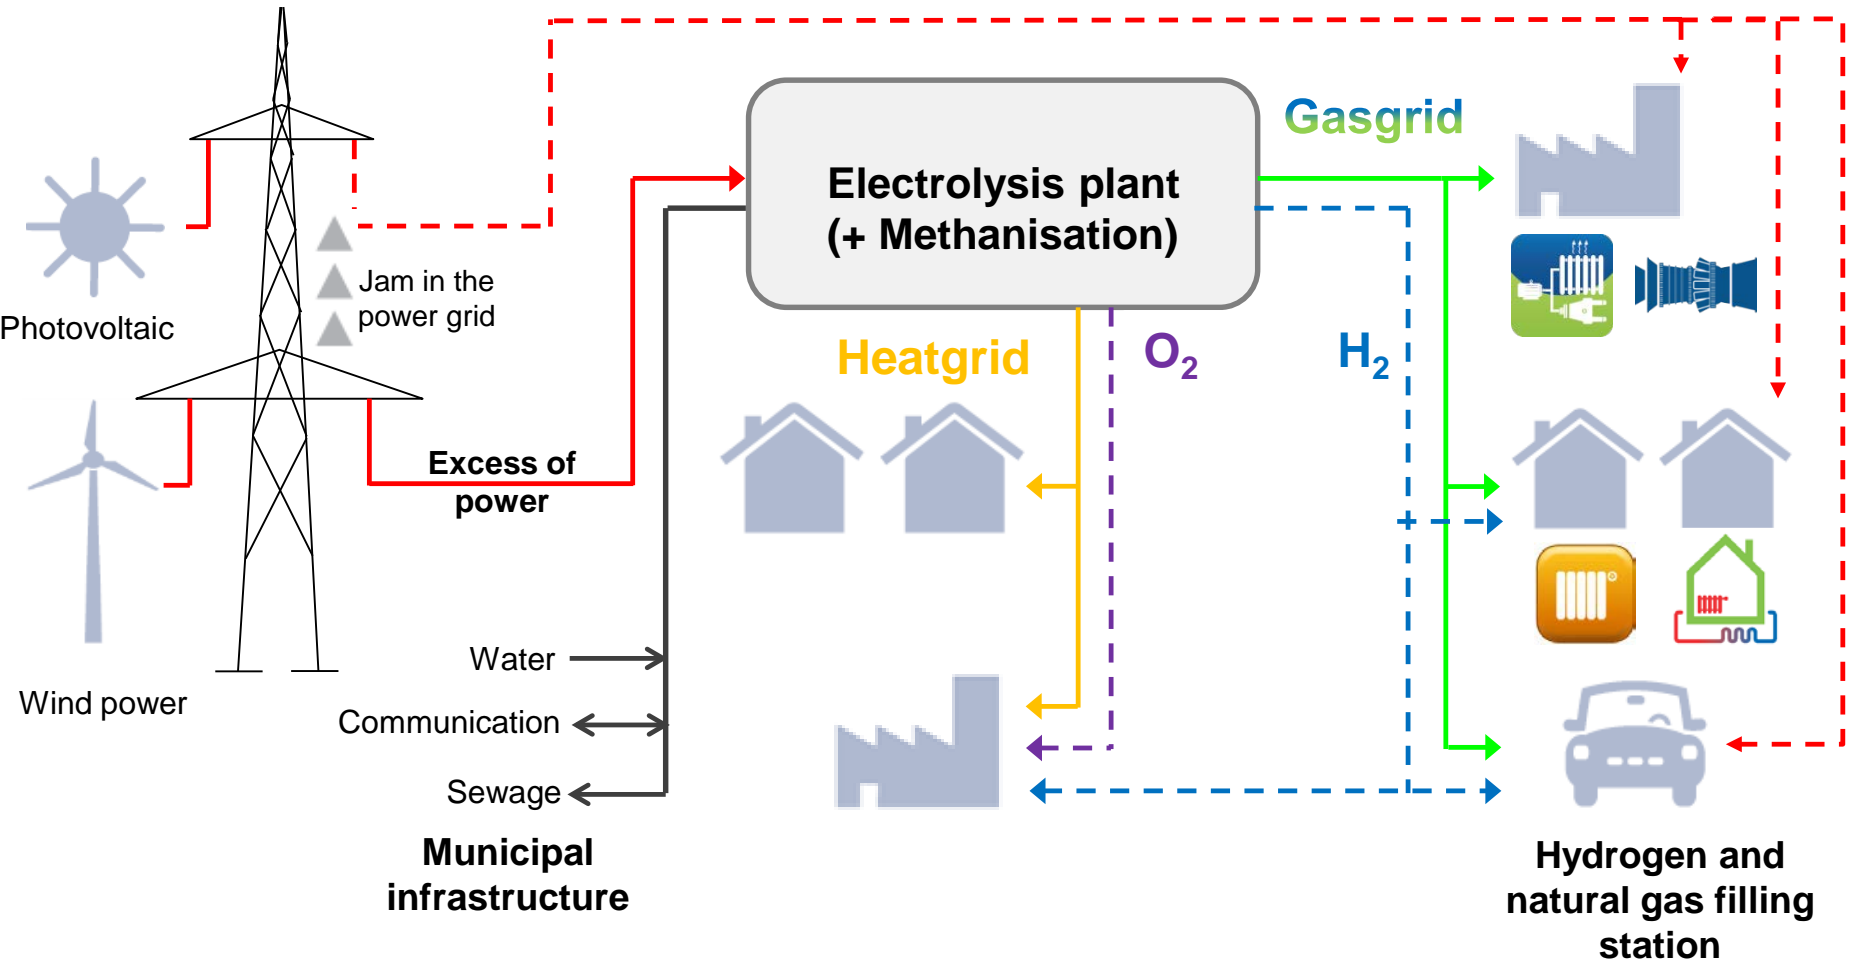 Gasgrid
Electrolysis plant
(+ Methanisation)
Jam in the
power grid
Photovoltaic
Heatgrid
O2
H2
Excess of
power
Water
Wind power
Communication
Sewage
Municipal
infrastructure
Hydrogen and
natural gas filling
station